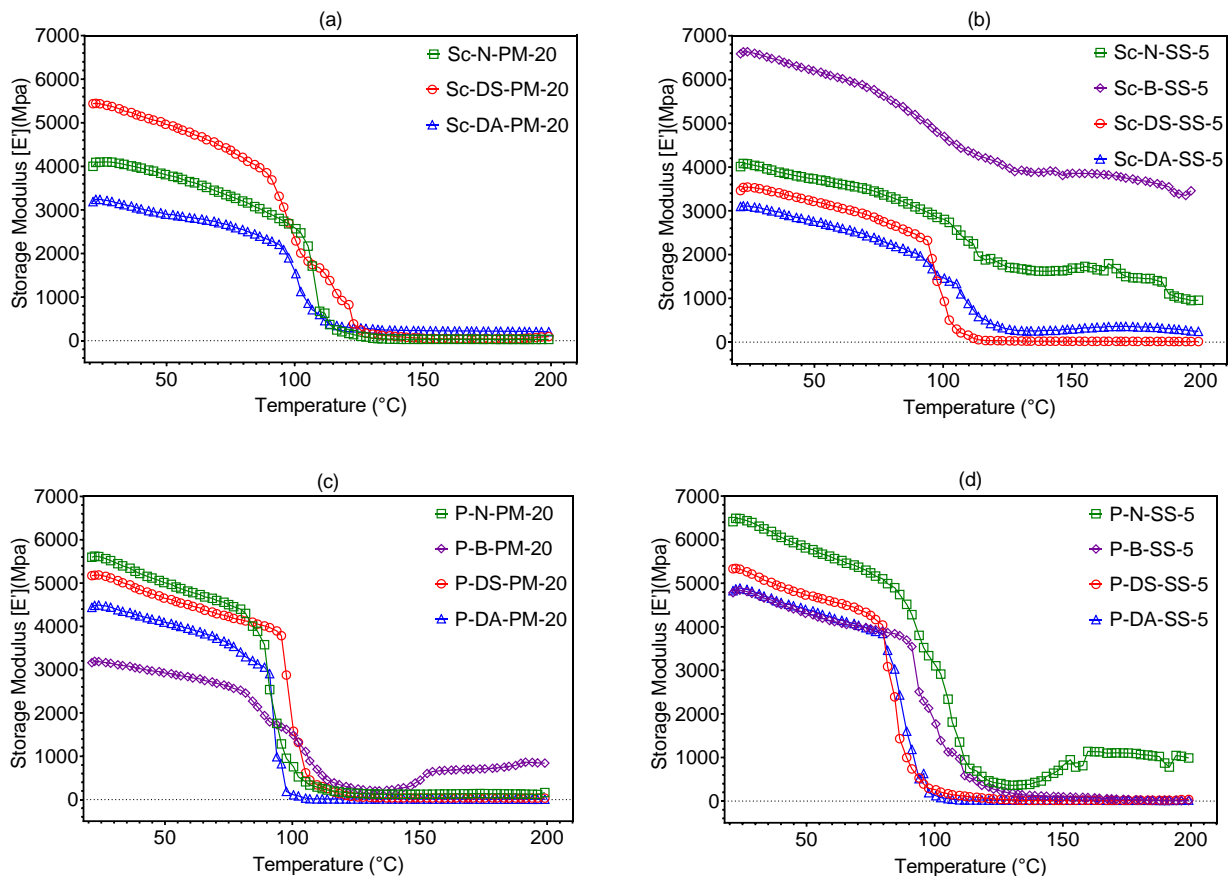 (a)
7000
6000
5000
4000
3000
2000
1000
0
Storage Modulus [E'](Mpa)
Sc-N-PM-20
Sc-DS-PM-20
Sc-DA-PM-20
50
100
150
200
Temperature (°C)
(b)
7000
6000
5000
4000
3000
2000
1000
0
Storage Modulus [E'](Mpa)
Sc-N-SS-5
Sc-B-SS-5
Sc-DS-SS-5
Sc-DA-SS-5
50
100
150
200
Temperature (°C)
(c)
7000
6000
5000
4000
3000
2000
1000
0
Storage Modulus [E'](Mpa)
P-N-PM-20
P-B-PM-20
P-DS-PM-20
P-DA-PM-20
50
100
150
200
Temperature (°C)
(d)
7000
6000
5000
4000
3000
2000
1000
0
Storage Modulus [E'](Mpa)
P-N-SS-5
P-B-SS-5
P-DS-SS-5
P-DA-SS-5
50
100
150
200
Temperature (°C)